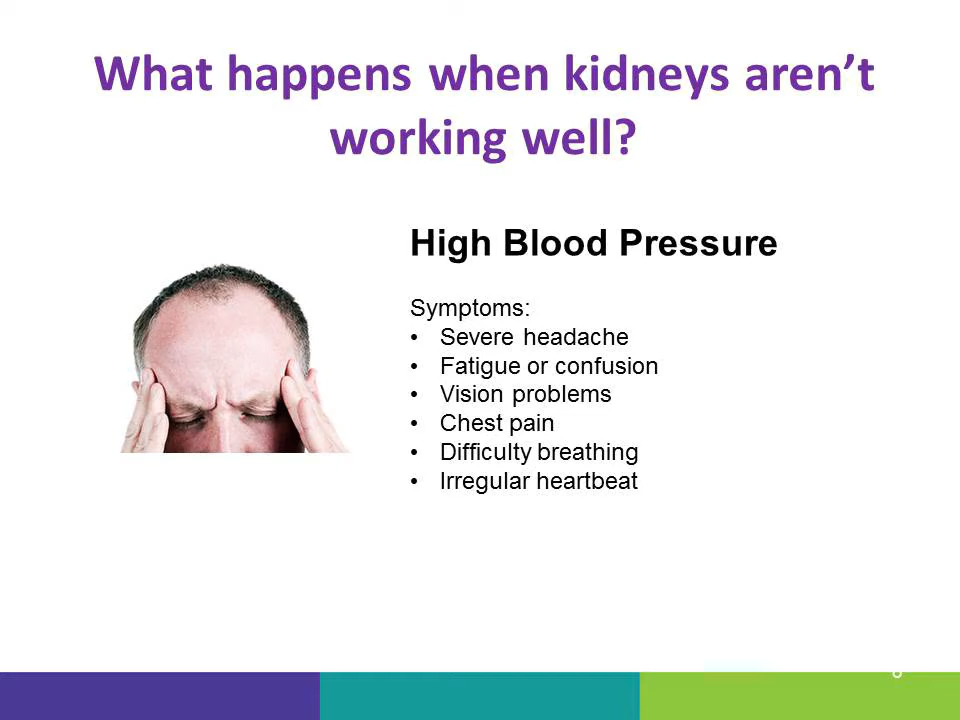 What happens when kidneys aren’t
working well?
High Blood Pressure
Symptoms:
• Severe headache
• Fatigue or confusion
• Vision problems
• Chest pain
• Difficulty breathing
• Irregular heartbeat